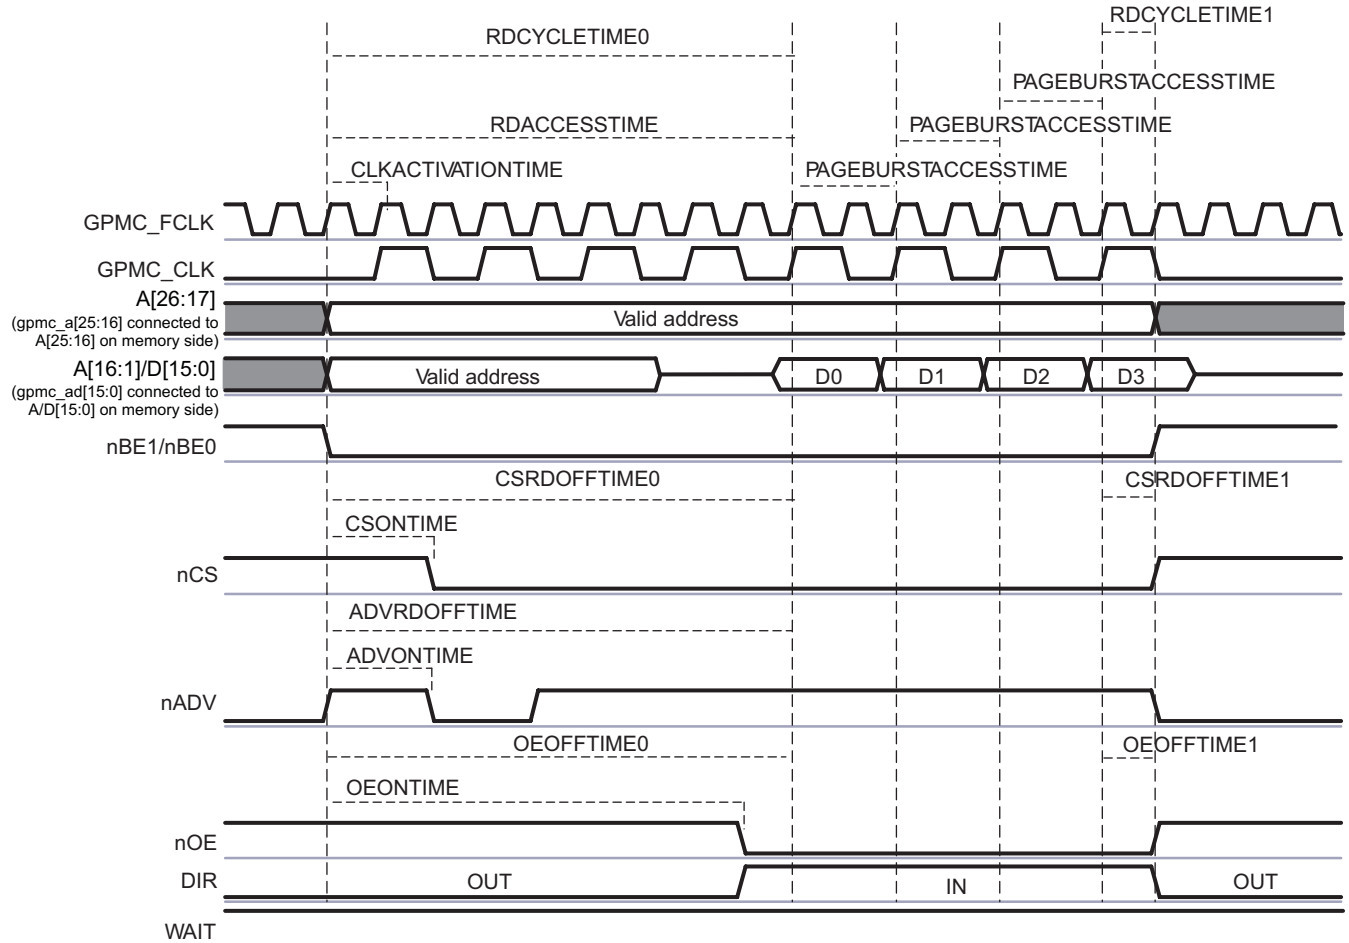 RDCYCLETIME1
RDCYCLETIME0
PAGEBURSTACCESSTIME
RDACCESSTIME
PAGEBURSTACCESSTIME
CLKACTIVATIONTIME
PAGEBURSTACCESSTIME
GPMC_FCLK
GPMC_CLK
A[26:17]
(gpmc_a[25:16] connected to
A[25:16] on memory side)
Valid address
A[16:1]/D[15:0]
(gpmc_ad[15:0] connected to
A/D[15:0] on memory side)
Valid address
D0
D1
D2
D3
nBE1/nBE0
CSRDOFFTIME0
CSRDOFFTIME1
CSONTIME
nCS
ADVRDOFFTIME
ADVONTIME
nADV
OEOFFTIME0
OEOFFTIME1
OEONTIME
nOE
DIR
OUT
IN
OUT
WAIT